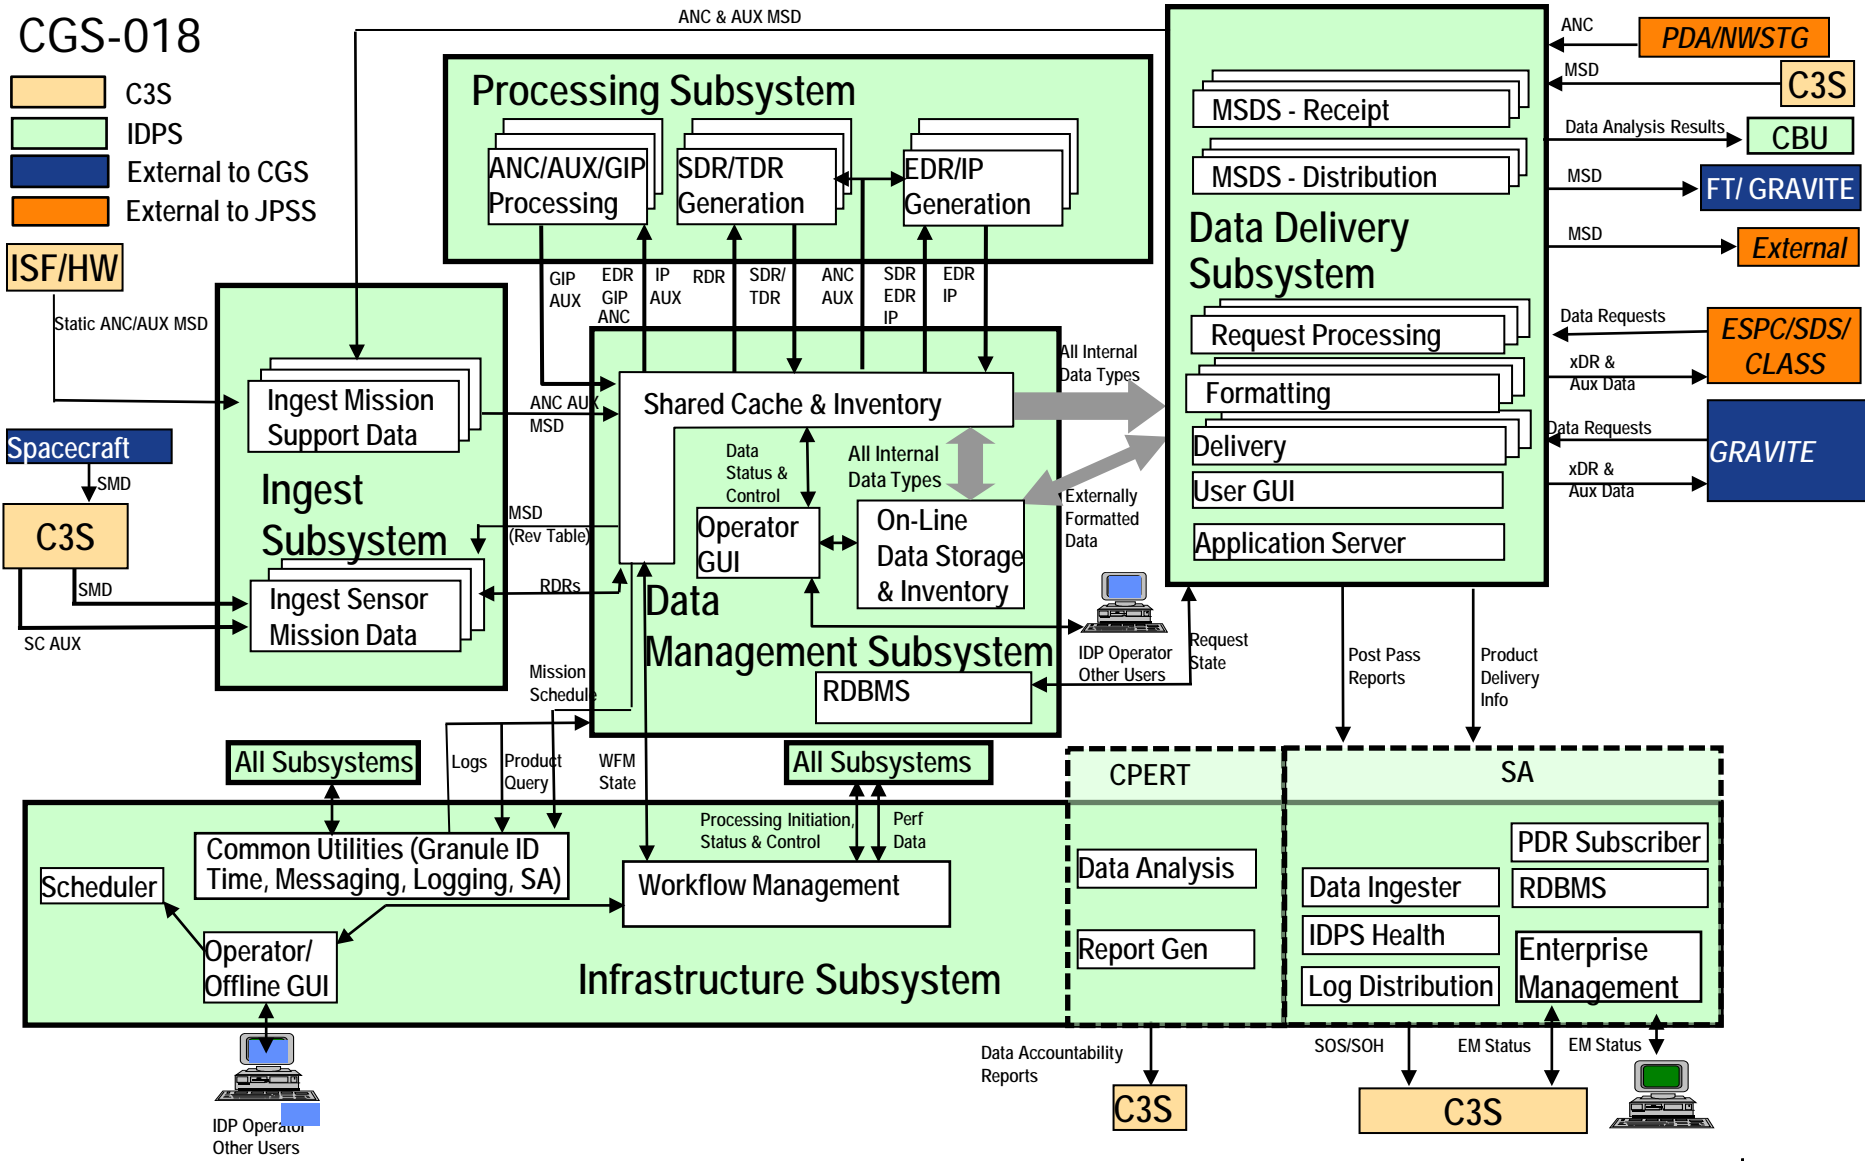 CGS-018
C3S
IDPS
External to CGS
External to JPSS
ANC & AUX MSD
Processing Subsystem
ANC/AUX/GIP
Processing
SDR/TDR
Generation
EDR/IP
Generation
GIP
AUX
EDR
GIP
ANC
IP
AUX
RDR
SDR/
TDR
ANC
AUX
SDR
EDR
IP
EDR
IP
MSDS - Receipt
MSDS - Distribution
Data Delivery
Subsystem
Request Processing
Formatting
Delivery
User GUI
Application Server
ANC
PDA/NWSTG
MSD
C3S
Data Analysis Results
CBU
MSD
FT/ GRAVITE
MSD
External
Data Requests
ESPC/SDS/
CLASS
xDR &
Aux Data
Data Requests
GRAVITE
xDR &
Aux Data
ISF/HW
Static ANC/AUX MSD
Spacecraft
SMD
C3S
SMD
SC AUX
Ingest Mission
Support Data
Ingest
Subsystem
Ingest Sensor
Mission Data
ANC AUX
MSD
MSD
(Rev Table)
RDRs
Mission
Schedule
Shared Cache & Inventory
Data
Status &
Control
All Internal
Data Types
Operator
GUI
On-Line
Data Storage
& Inventory
Data
Management Subsystem
RDBMS
All Internal
Data Types
Externally
Formatted
Data
IDP Operator
Other Users
Request
State
Post Pass
Reports
Product
Delivery
Info
All Subsystems
Logs
Product
Query
WFM
State
All Subsystems
Processing Initiation,
Status & Control
Perf
Data
Common Utilities (Granule ID
Time, Messaging, Logging, SA)
Scheduler
Operator/
Offline GUI
Workflow Management
Infrastructure Subsystem
CPERT
Data Analysis
Report Gen
SA
PDR Subscriber
Data Ingester
RDBMS
IDPS Health
Enterprise
Management
Log Distribution
IDP Operator
Other Users
Data Accountability
Reports
C3S
SOS/SOH
EM Status
EM Status
C3S